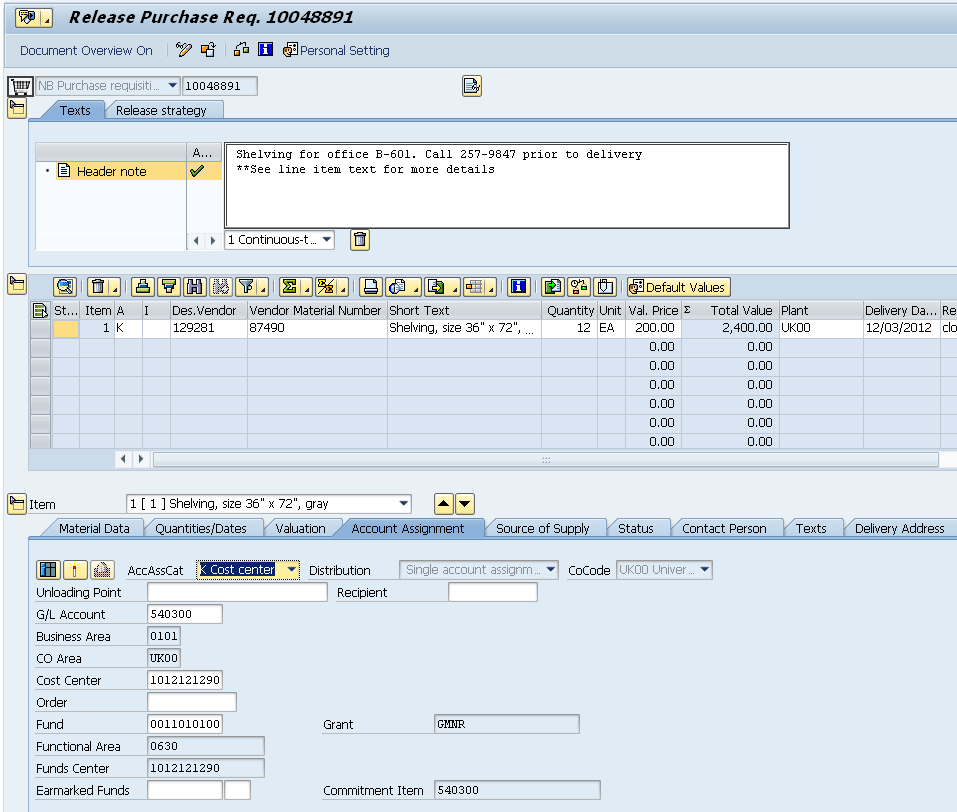 Release Purchase Req. 10048891
Document Overview On Personal Setting
NB Purchase requisiti... 10048891
Texts Release strategy
A...
Header note
Shelving for office B-601. Call 257-9847 prior to delivery
**See line item text for more details
1 Continuous-t...
Default Values
St... Item A I Des.Vendor Vendor Material Number Short Text Quantity Unit Val. Price Σ Total Value Plant Delivery Da... Re
1 K 129281 87490 Shelving, size 36" x 72", ... 12 EA 200.00 2,400.00 UK00 12/03/2012 clo
0.00 0.00
0.00 0.00
0.00 0.00
0.00 0.00
0.00 0.00
0.00 0.00
Item 1 [ 1 ] Shelving, size 36" x 72", gray
Material Data Quantities/Dates Valuation Account Assignment Source of Supply Status Contact Person Texts Delivery Address
AccAssCat K Cost center Distribution Single account assignm... CoCode UK00 Univer...
Unloading Point Recipient
G/L Account 540300
Business Area 0101
CO Area UK00
Cost Center 1012121290
Order
Fund 0011010100 Grant GMNR
Functional Area 0630
Funds Center 1012121290
Earmarked Funds Commitment Item 540300